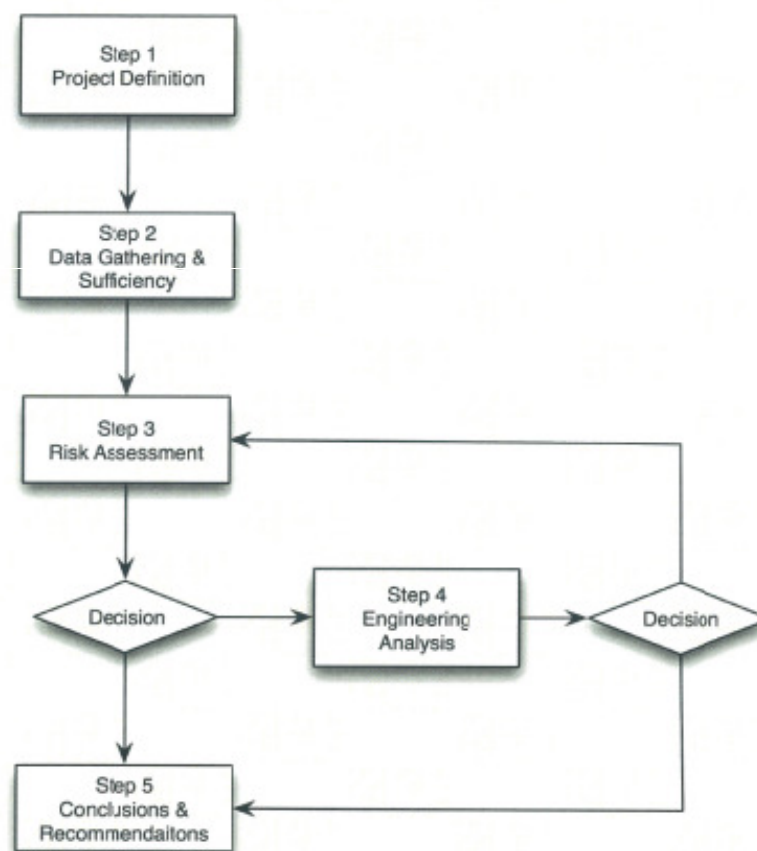 Step 1
Project Definition
Step 2
Data Gathering &
Sufficiency
Step 3
Risk Assessment
Decision
Step 4
Engineering
Analysis
Decision
Step 5
Conclusions &
Recommendaitons